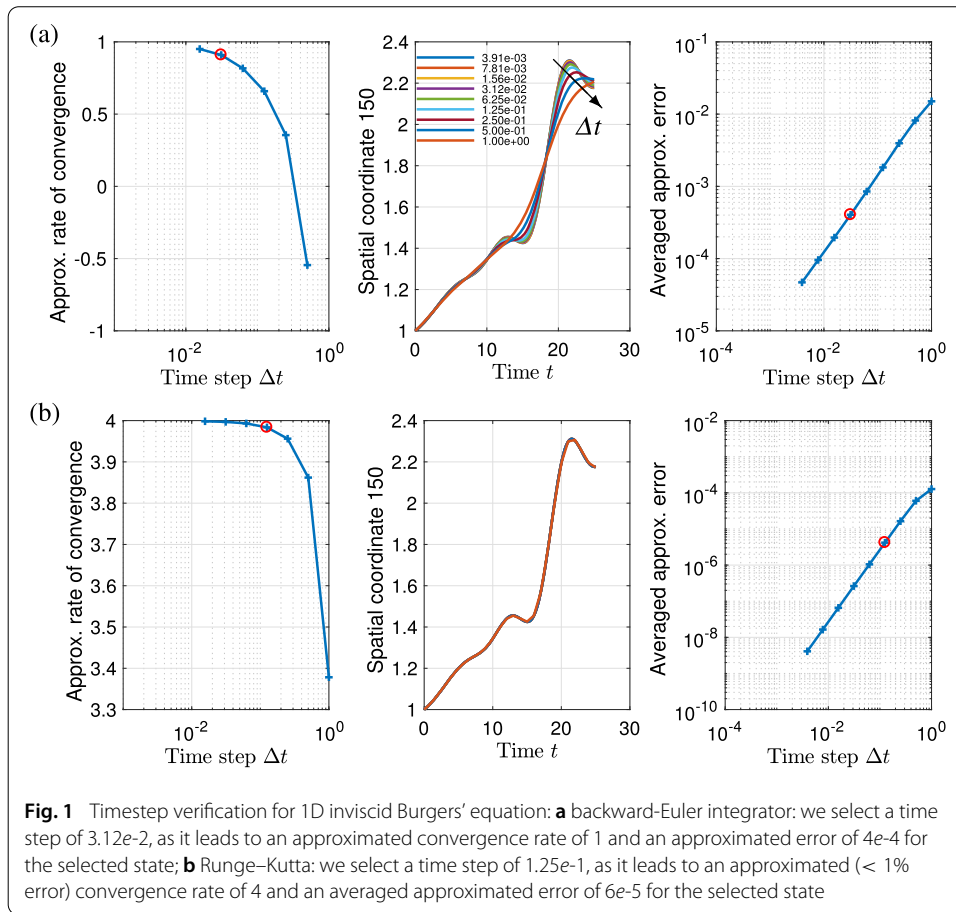 (a)
Approx. rate of convergence
1
0.5
0
-0.5
-1
10^-2
10^0
Time step Δt
Spatial coordinate 150
2.4
2.2
2
1.8
1.6
1.4
1.2
1
3.91e-03
7.81e-03
1.56e-02
3.12e-02
6.25e-02
1.25e-01
2.50e-01
5.00e-01
1.00e+00
Δt
0
10
20
30
Time t
Averaged approx. error
10^-1
10^-2
10^-3
10^-4
10^-5
10^-4
10^-2
10^0
Time step Δt
(b)
Approx. rate of convergence
4
3.9
3.8
3.7
3.6
3.5
3.4
3.3
10^-2
10^0
Time step Δt
Spatial coordinate 150
2.4
2.2
2
1.8
1.6
1.4
1.2
1
0
10
20
30
Time t
Averaged approx. error
10^-2
10^-4
10^-6
10^-8
10^-10
10^-4
10^-2
10^0
Time step Δt
Fig. 1 Timestep verification for 1D inviscid Burgers' equation: a backward-Euler integrator: we select a time
step of 3.12e-2, as it leads to an approximated convergence rate of 1 and an approximated error of 4e-4 for
the selected state; b Runge–Kutta: we select a time step of 1.25e-1, as it leads to an approximated (< 1%
error) convergence rate of 4 and an averaged approximated error of 6e-5 for the selected state